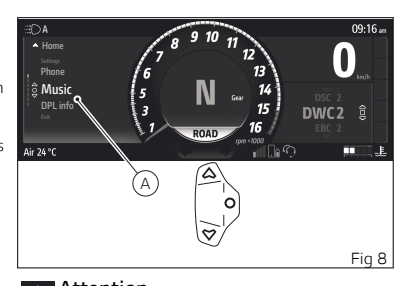 A
09:16 am
Home
Settings
Phone
Music
DPL info
Exit
1
3
5
6
7
8
9
10
11
12
13
14
15
16
N
Gear
ROAD
rpm ×1000
0
km/h
DSC 2
DWC 2
EBC 2
Air 24 °C
A
Fig 8
Attention